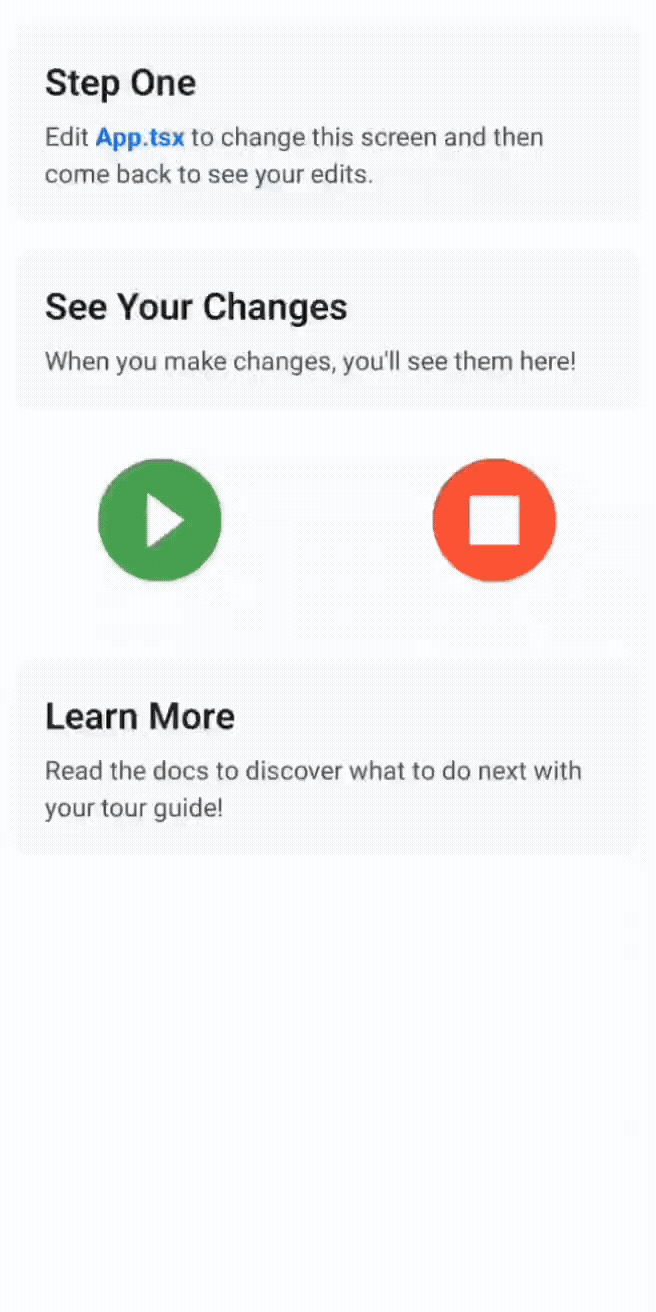 Step One
Edit App.tsx to change this screen and then
come back to see your edits.
See Your Changes
When you make changes, you'll see them here!
Learn More
Read the docs to discover what to do next with
your tour guide!